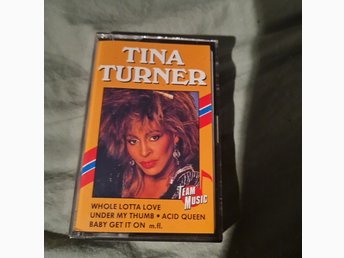 TINA
TURNER
TEAM
MUSIC
WHOLE LOTTA LOVE
UNDER MY THUMB • ACID QUEEN
BABY GET IT ON m.fl.